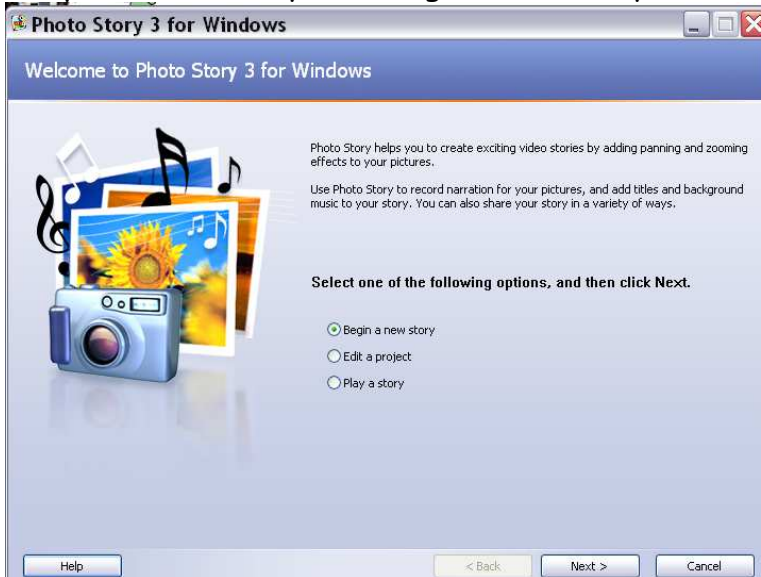 Photo Story 3 for Windows
Welcome to Photo Story 3 for Windows
Photo Story helps you to create exciting video stories by adding panning and zooming
effects to your pictures.
Use Photo Story to record narration for your pictures, and add titles and background
music to your story. You can also share your story in a variety of ways.
Select one of the following options, and then click Next.
Begin a new story
Edit a project
Play a story
Help
< Back
Next >
Cancel